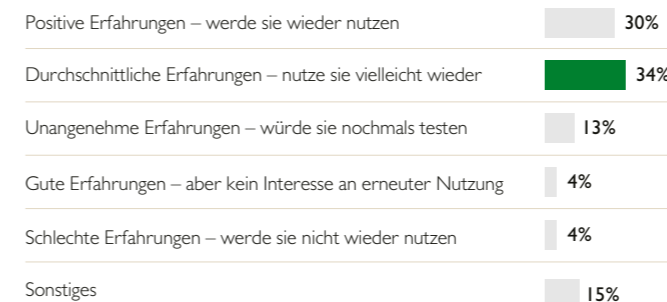 Positive Erfahrungen – werde sie wieder nutzen 30%
Durchschnittliche Erfahrungen – nutze sie vielleicht wieder 34%
Unangenehme Erfahrungen – würde sie nochmals testen 13%
Gute Erfahrungen – aber kein Interesse an erneuter Nutzung 4%
Schlechte Erfahrungen – werde sie nicht wieder nutzen 4%
Sonstiges 15%